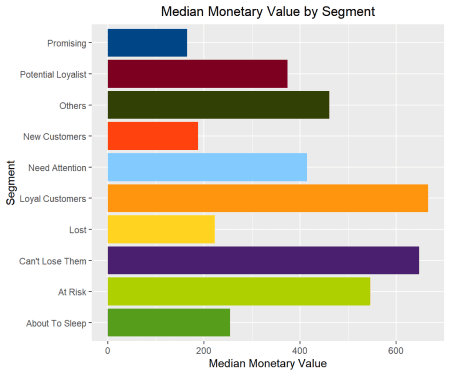 Median Monetary Value by Segment
Segment
Promising
Potential Loyalist
Others
New Customers
Need Attention
Loyal Customers
Lost
Can't Lose Them
At Risk
About To Sleep
0 200 400 600
Median Monetary Value